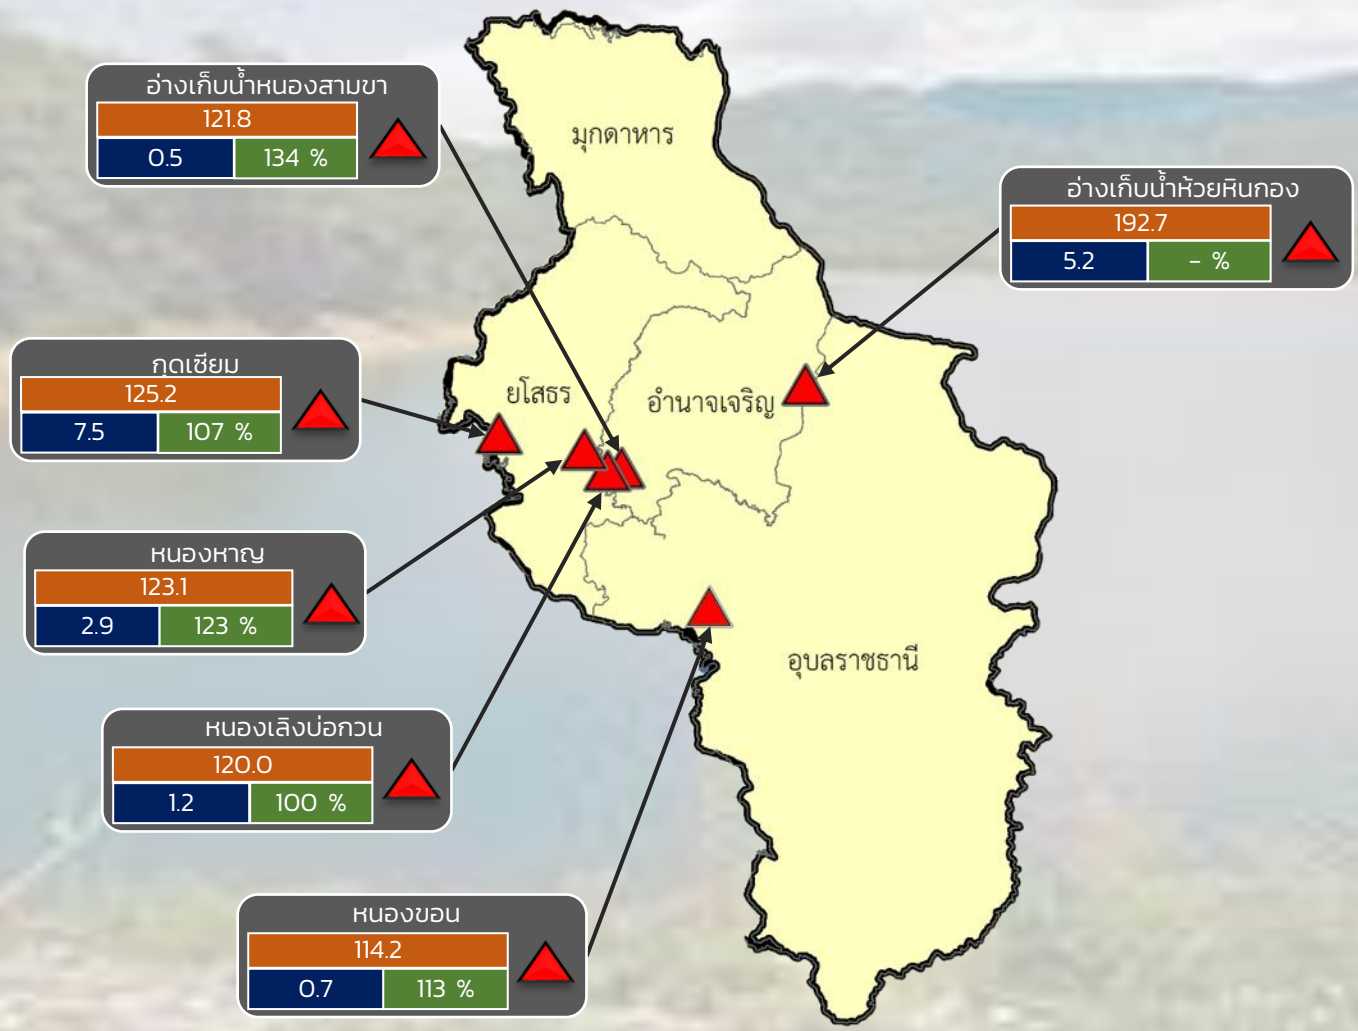 อ่างเก็บน้ำหนองสามขา
121.8
0.5 134 %
มุกดาหาร
อ่างเก็บน้ำห้วยหินกอง
192.7
5.2 - %
กุดเซียม
125.2
7.5 107 %
ยโสธร
อำนาจเจริญ
หนองหาญ
123.1
2.9 123 %
อุบลราชธานี
หนองเลิงบ่อกวน
120.0
1.2 100 %
หนองขอน
114.2
0.7 113 %